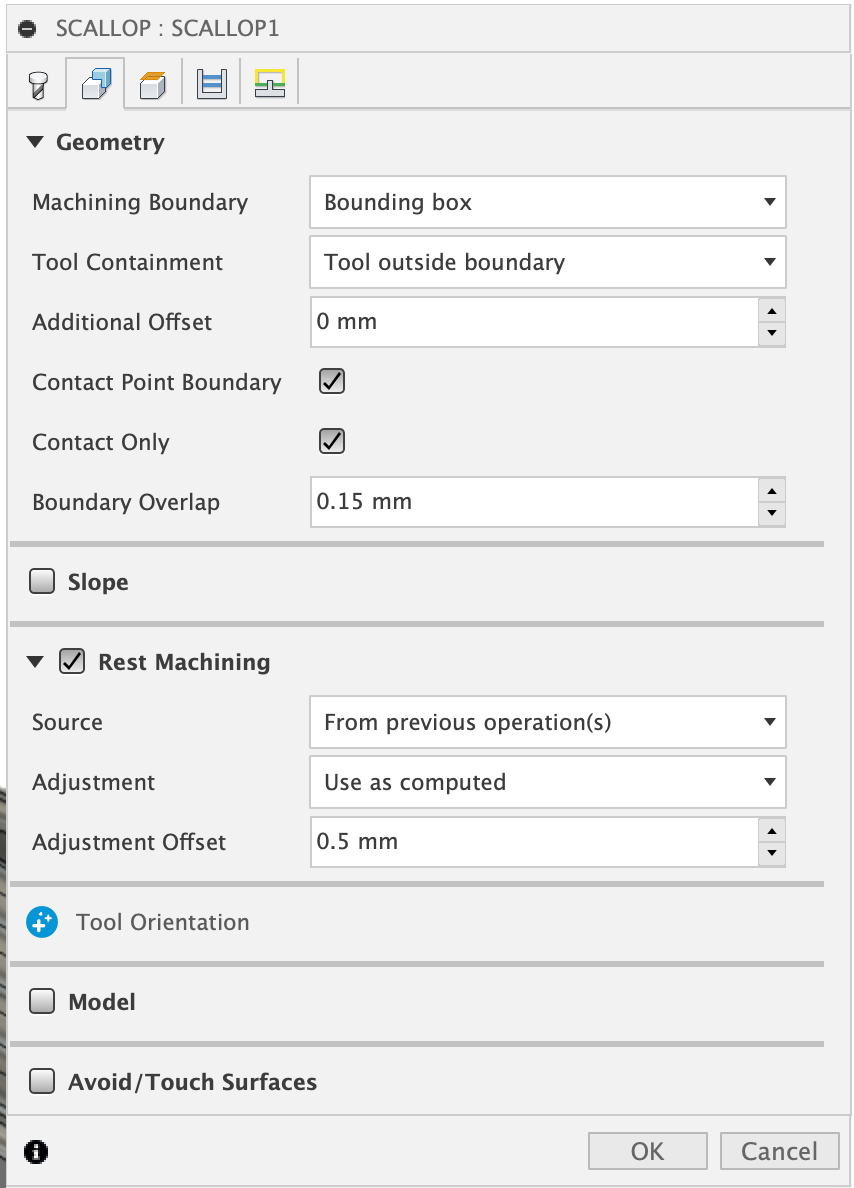 SCALLOP : SCALLOP1
Geometry
Machining Boundary Bounding box
Tool Containment Tool outside boundary
Additional Offset 0 mm
Contact Point Boundary
Contact Only
Boundary Overlap 0.15 mm
Slope
Rest Machining
Source From previous operation(s)
Adjustment Use as computed
Adjustment Offset 0.5 mm
Tool Orientation
Model
Avoid/Touch Surfaces
OK Cancel